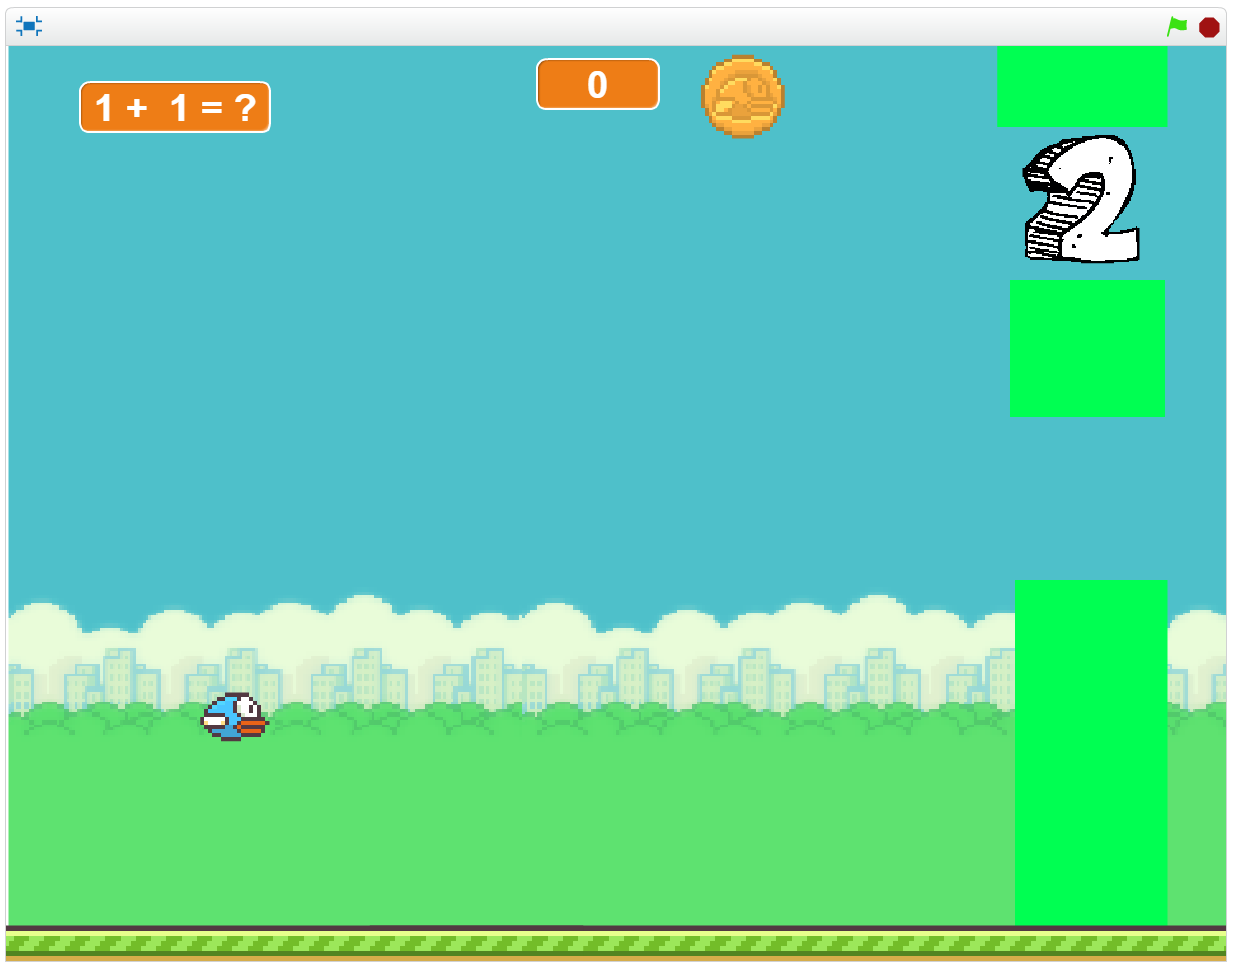 1 + 1 = ?
0
2